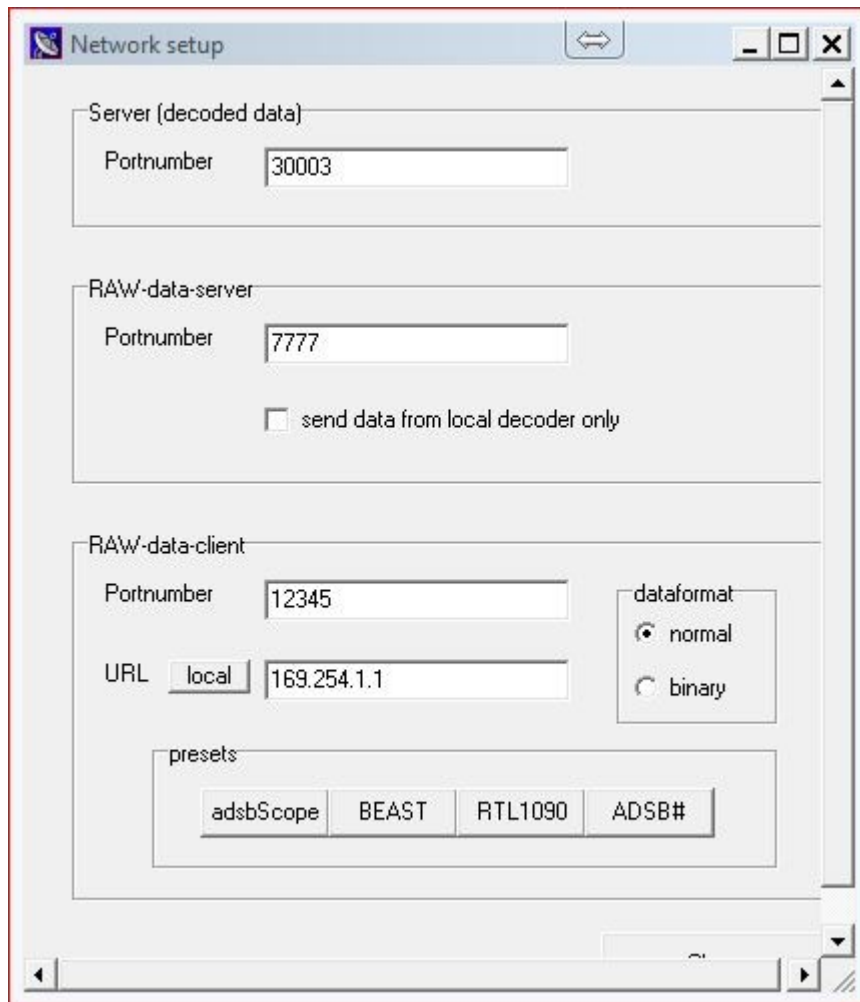 Network setup
Server (decoded data)
Portnumber 30003
RAW-data-server
Portnumber 7777
send data from local decoder only
RAW-data-client
Portnumber 12345 dataformat
normal
URL local 169.254.1.1
binary
presets
adsbScope BEAST RTL1090 ADSB#